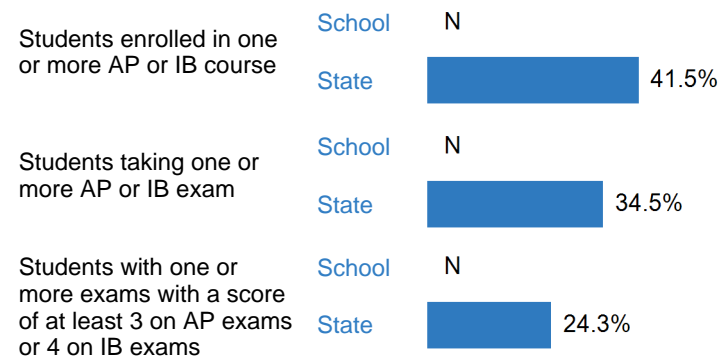 Students enrolled in one
or more AP or IB course
School N
State 41.5%
Students taking one or
more AP or IB exam
School N
State 34.5%
Students with one or
more exams with a score
of at least 3 on AP exams
or 4 on IB exams
School N
State 24.3%